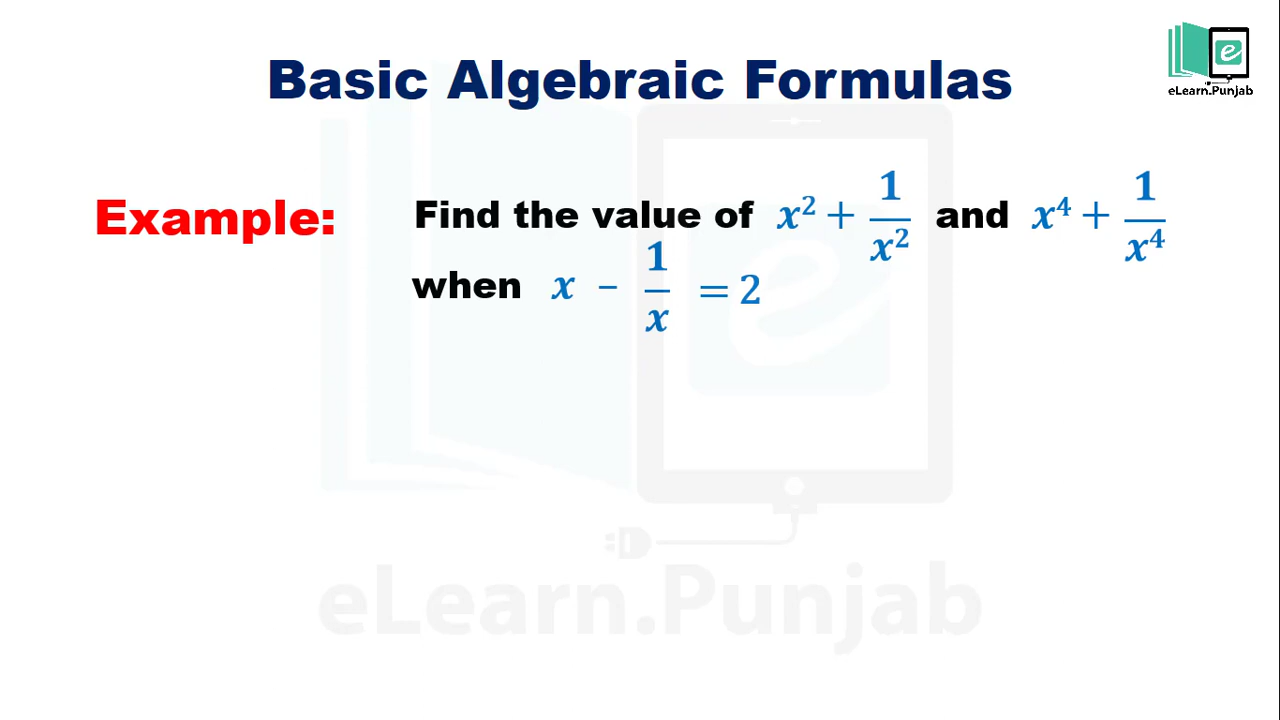 eLearn.Punjab
Basic Algebraic Formulas
Example: Find the value of x² + 1/x² and x⁴ + 1/x⁴
when x − 1/x = 2
eLearn.Punjab